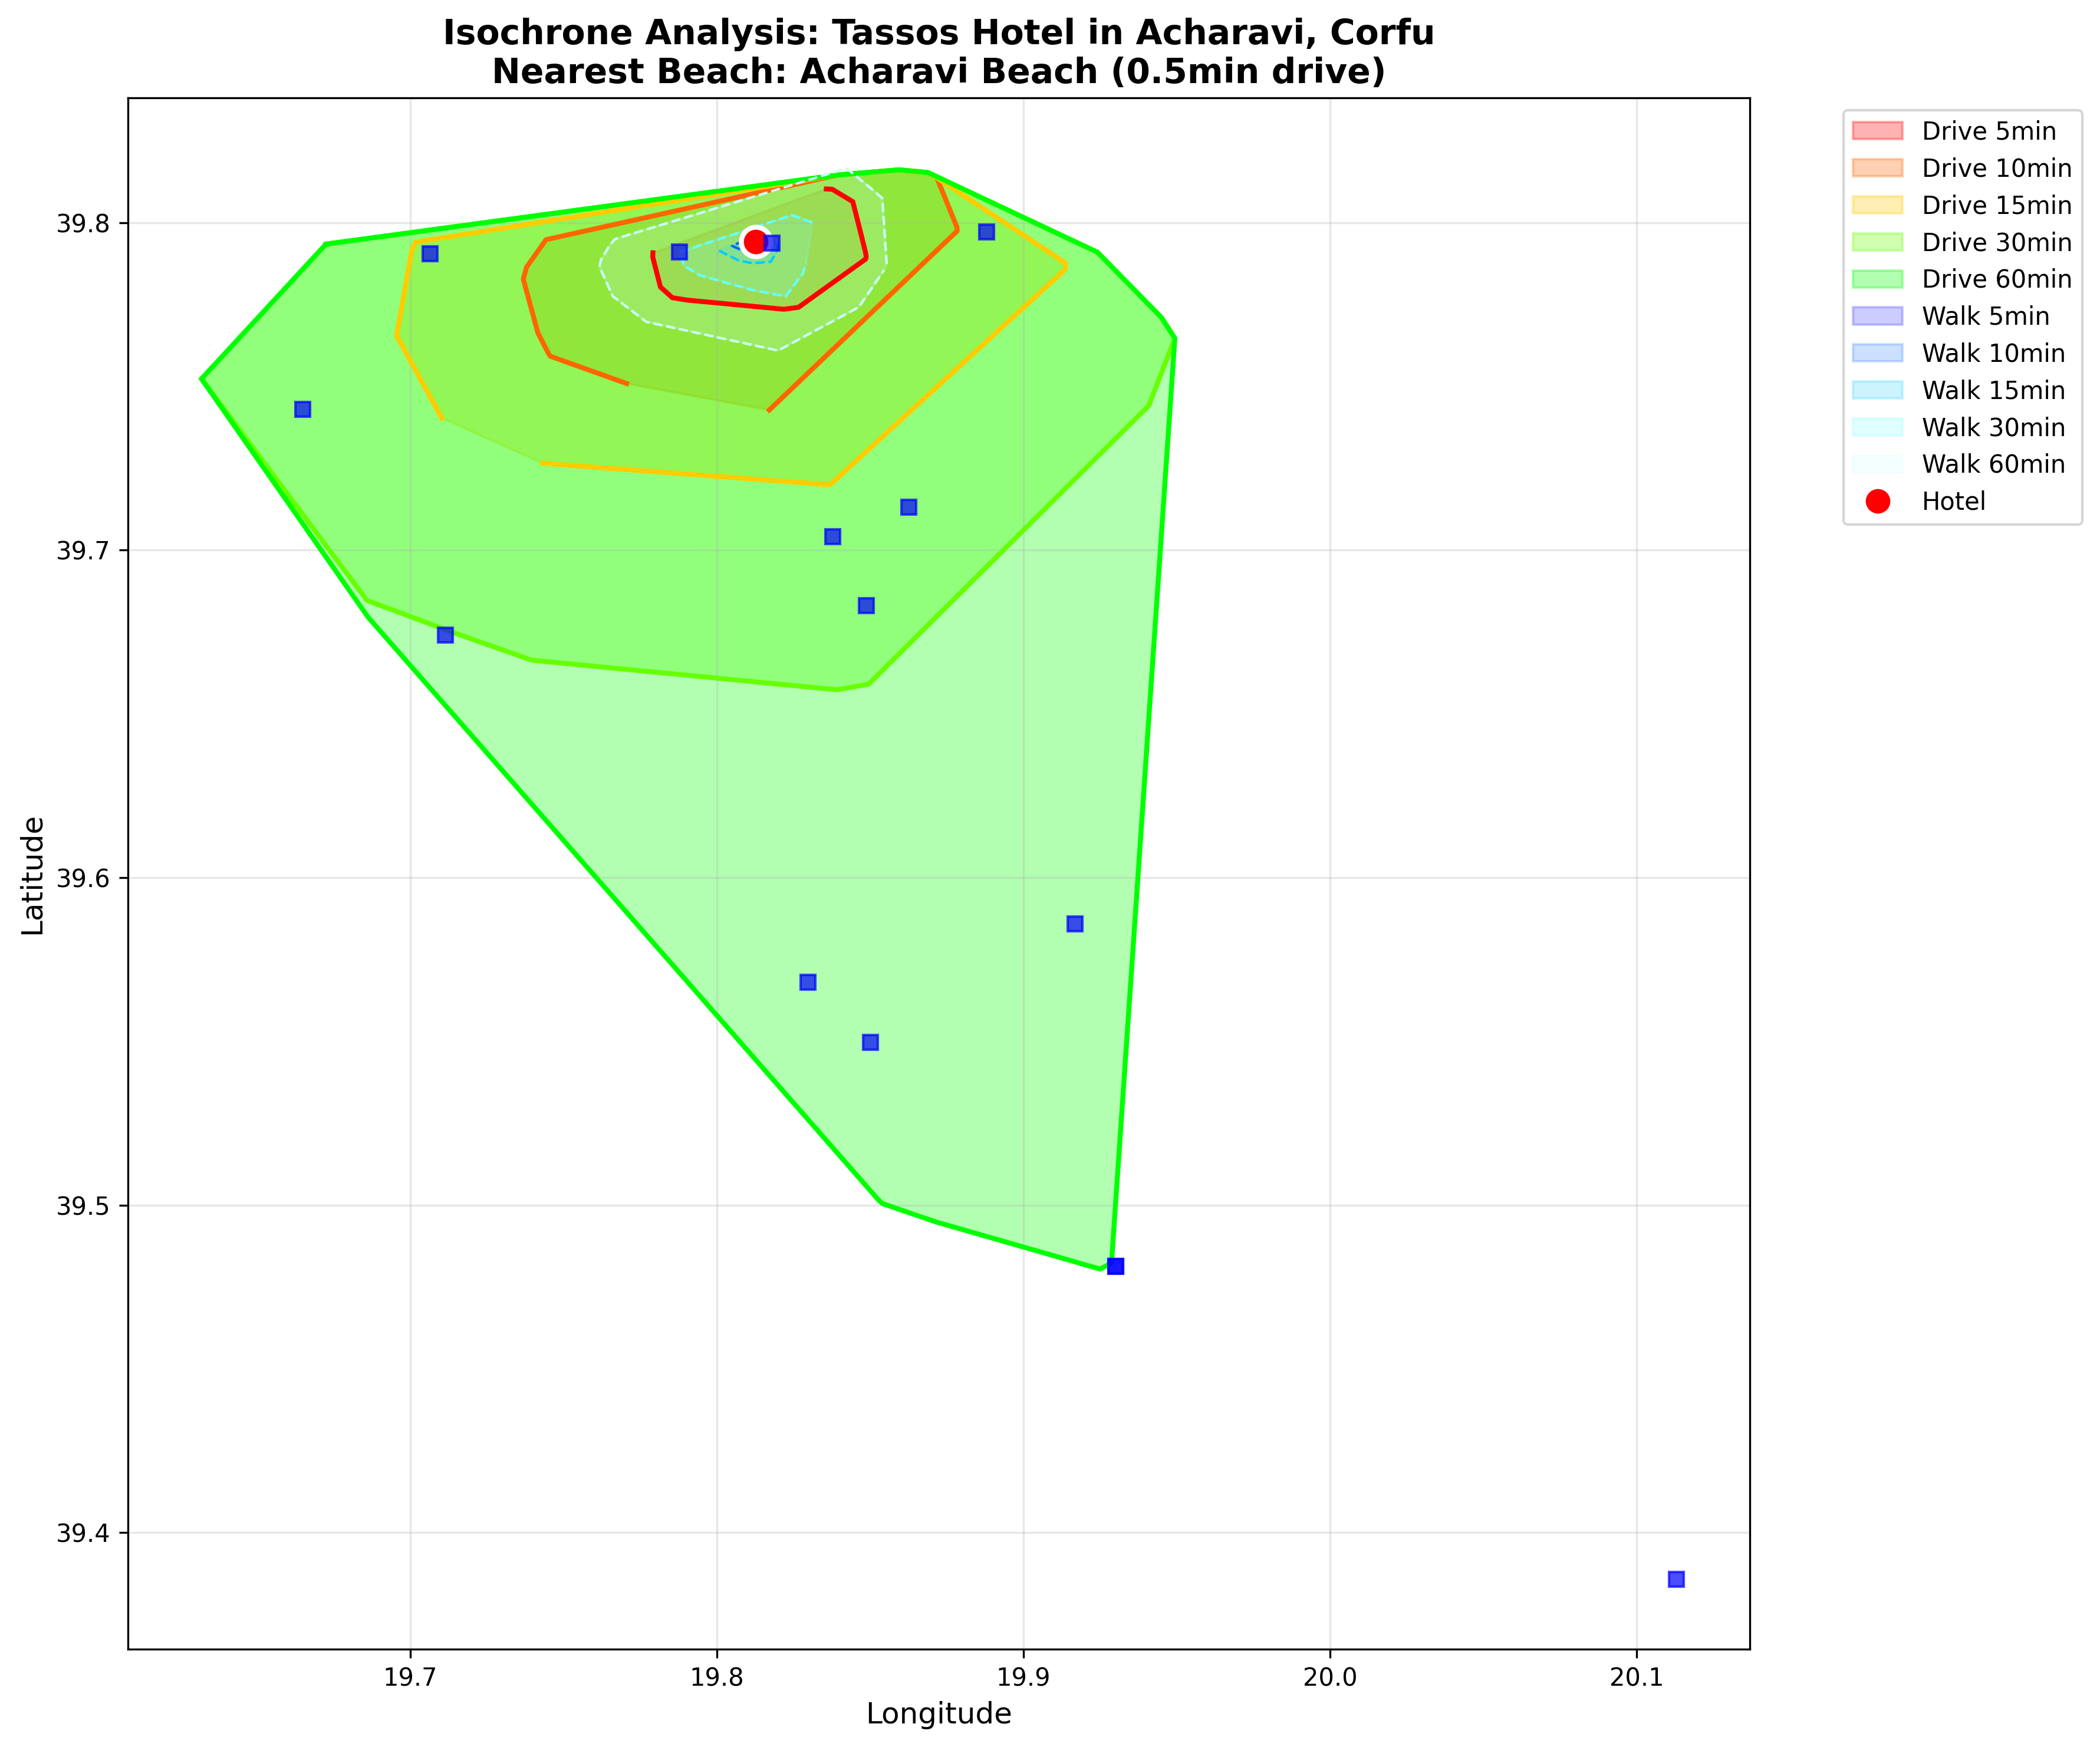 Isochrone Analysis: Tassos Hotel in Acharavi, Corfu
Nearest Beach: Acharavi Beach (0.5min drive)
Drive 5min
Drive 10min
Drive 15min
Drive 30min
Drive 60min
Walk 5min
Walk 10min
Walk 15min
Walk 30min
Walk 60min
Hotel
Latitude
39.8
39.7
39.6
39.5
39.4
19.7 19.8 19.9 20.0 20.1
Longitude